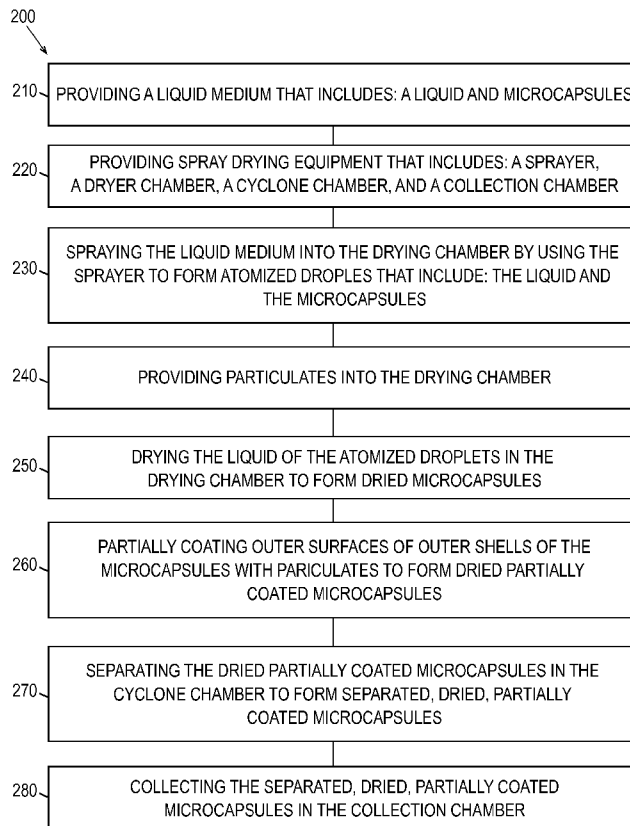 200
210
PROVIDING A LIQUID MEDIUM THAT INCLUDES: A LIQUID AND MICROCAPSULES
220
PROVIDING SPRAY DRYING EQUIPMENT THAT INCLUDES: A SPRAYER,
A DRYER CHAMBER, A CYCLONE CHAMBER, AND A COLLECTION CHAMBER
230
SPRAYING THE LIQUID MEDIUM INTO THE DRYING CHAMBER BY USING THE
SPRAYER TO FORM ATOMIZED DROPLES THAT INCLUDE: THE LIQUID AND
THE MICROCAPSULES
240
PROVIDING PARTICULATES INTO THE DRYING CHAMBER
250
DRYING THE LIQUID OF THE ATOMIZED DROPLETS IN THE
DRYING CHAMBER TO FORM DRIED MICROCAPSULES
260
PARTIALLY COATING OUTER SURFACES OF OUTER SHELLS OF THE
MICROCAPSULES WITH PARICULATES TO FORM DRIED PARTIALLY
COATED MICROCAPSULES
270
SEPARATING THE DRIED PARTIALLY COATED MICROCAPSULES IN THE
CYCLONE CHAMBER TO FORM SEPARATED, DRIED, PARTIALLY
COATED MICROCAPSULES
280
COLLECTING THE SEPARATED, DRIED, PARTIALLY COATED
MICROCAPSULES IN THE COLLECTION CHAMBER